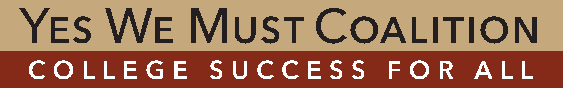 YES WE MUST COALITION
COLLEGE SUCCESS FOR ALL